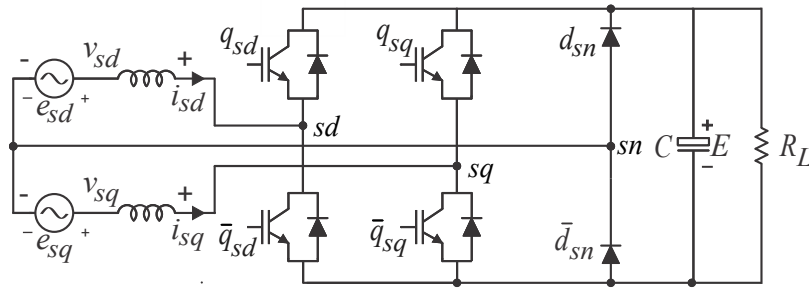 q_sd
q_sq
d_sn
- v_sd +
i_sd
- e_sd +
sd
sn
C
+
E
-
R_L
sq
- v_sq +
i_sq
- e_sq +
q̅_sd
q̅_sq
d̅_sn